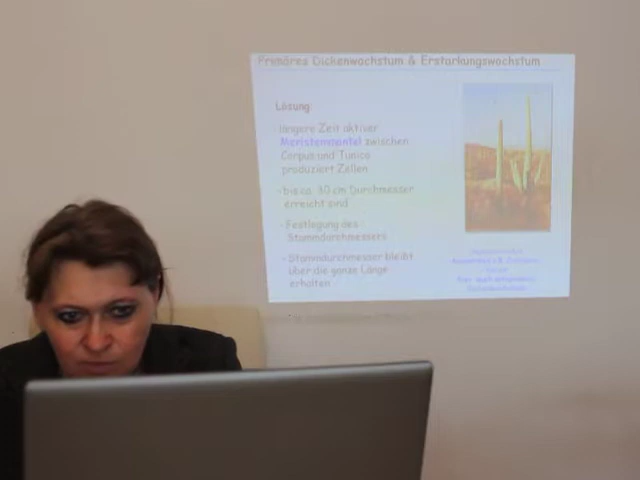 Primäres Dickenwachstum & Erstarkungswachstum
Lösung:
- längere Zeit aktiver
Meristemmantel zwischen
Corpus und Tunica
produziert Zellen
- bis ca. 30 cm Durchmesser
erreicht sind
- Festlegung des
Stammdurchmessers
- Stammdurchmesser bleibt
über die ganze Länge
erhalten